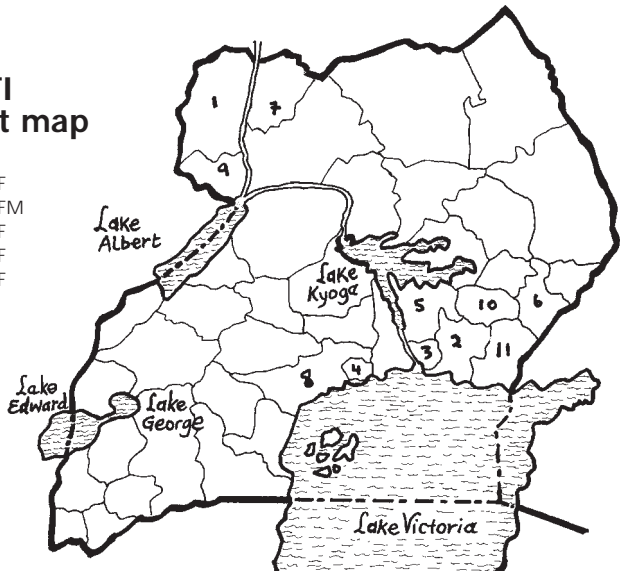 t map
F
FM
F
F
F
1
7
9
Lake
Albert
Lake
Kyoga
5
10
6
3
2
11
8
4
Lake
Edward
Lake
George
Lake Victoria